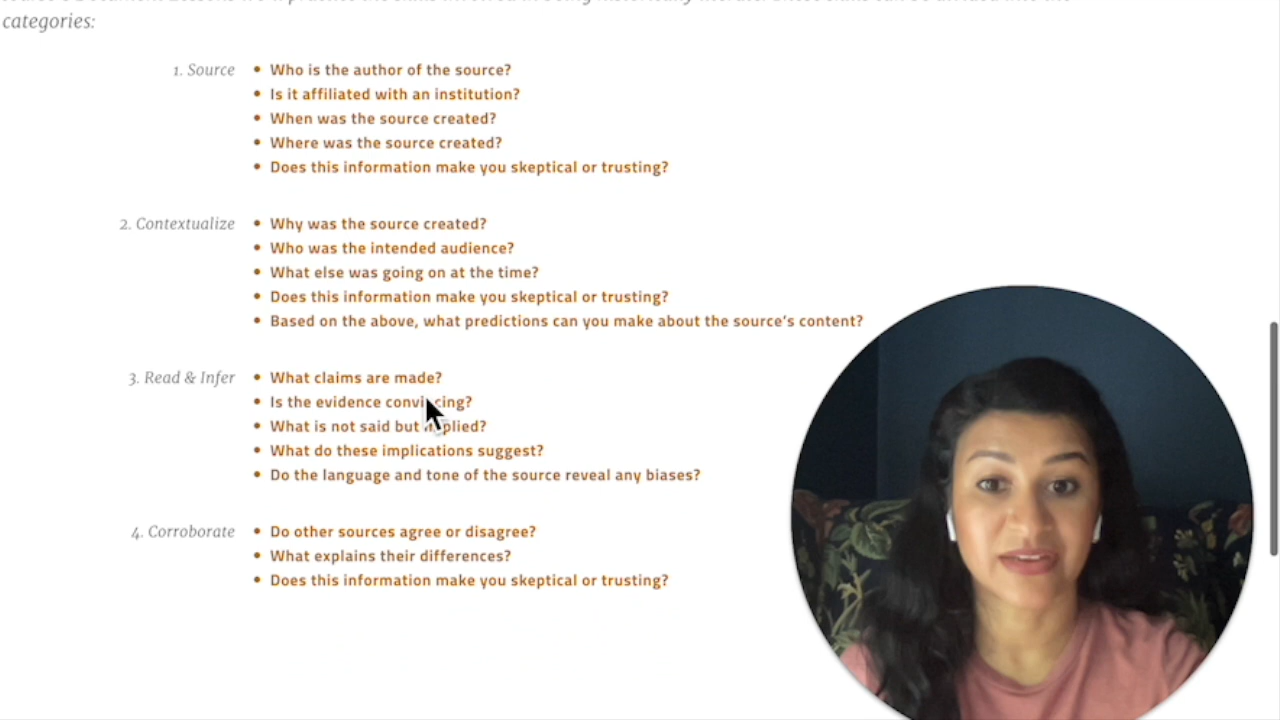 categories:
1. Source
• Who is the author of the source?
• Is it affiliated with an institution?
• When was the source created?
• Where was the source created?
• Does this information make you skeptical or trusting?
2. Contextualize
• Why was the source created?
• Who was the intended audience?
• What else was going on at the time?
• Does this information make you skeptical or trusting?
• Based on the above, what predictions can you make about the source's content?
3. Read & Infer
• What claims are made?
• Is the evidence convincing?
• What is not said but implied?
• What do these implications suggest?
• Do the language and tone of the source reveal any biases?
4. Corroborate
• Do other sources agree or disagree?
• What explains their differences?
• Does this information make you skeptical or trusting?